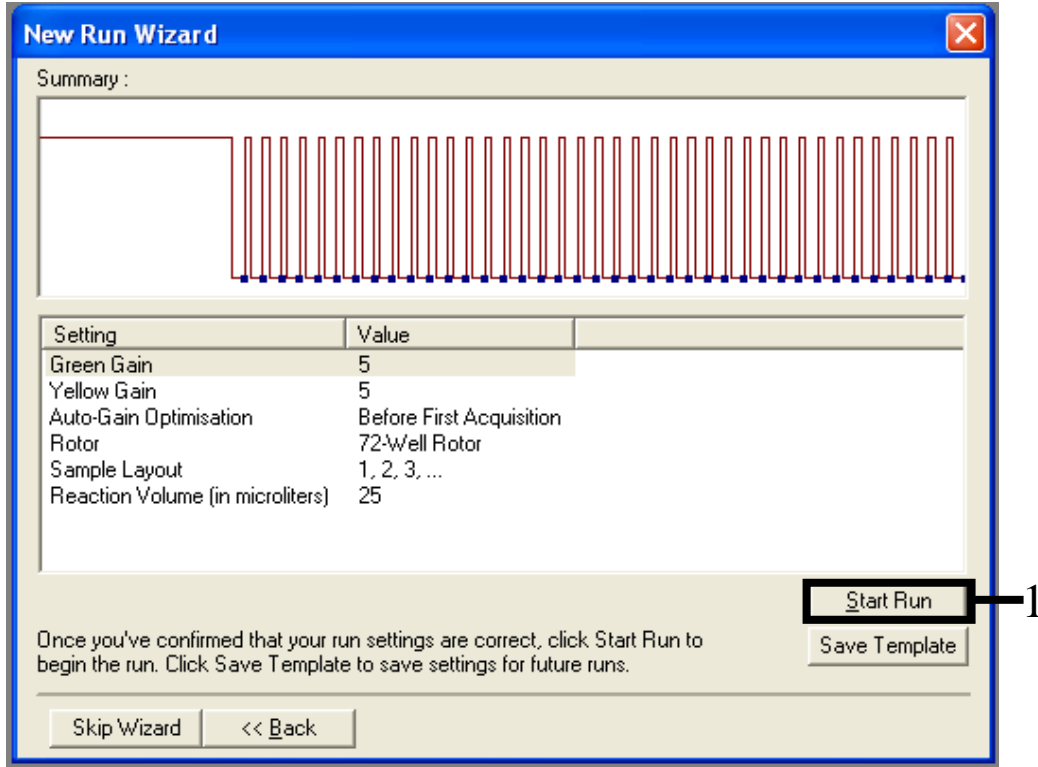 New Run Wizard
Summary :
Setting Value
Green Gain 5
Yellow Gain 5
Auto-Gain Optimisation Before First Acquisition
Rotor 72-Well Rotor
Sample Layout 1, 2, 3, ...
Reaction Volume (in microliters) 25
Start Run 1
Once you've confirmed that your run settings are correct, click Start Run to
begin the run. Click Save Template to save settings for future runs.
Save Template
Skip Wizard << Back